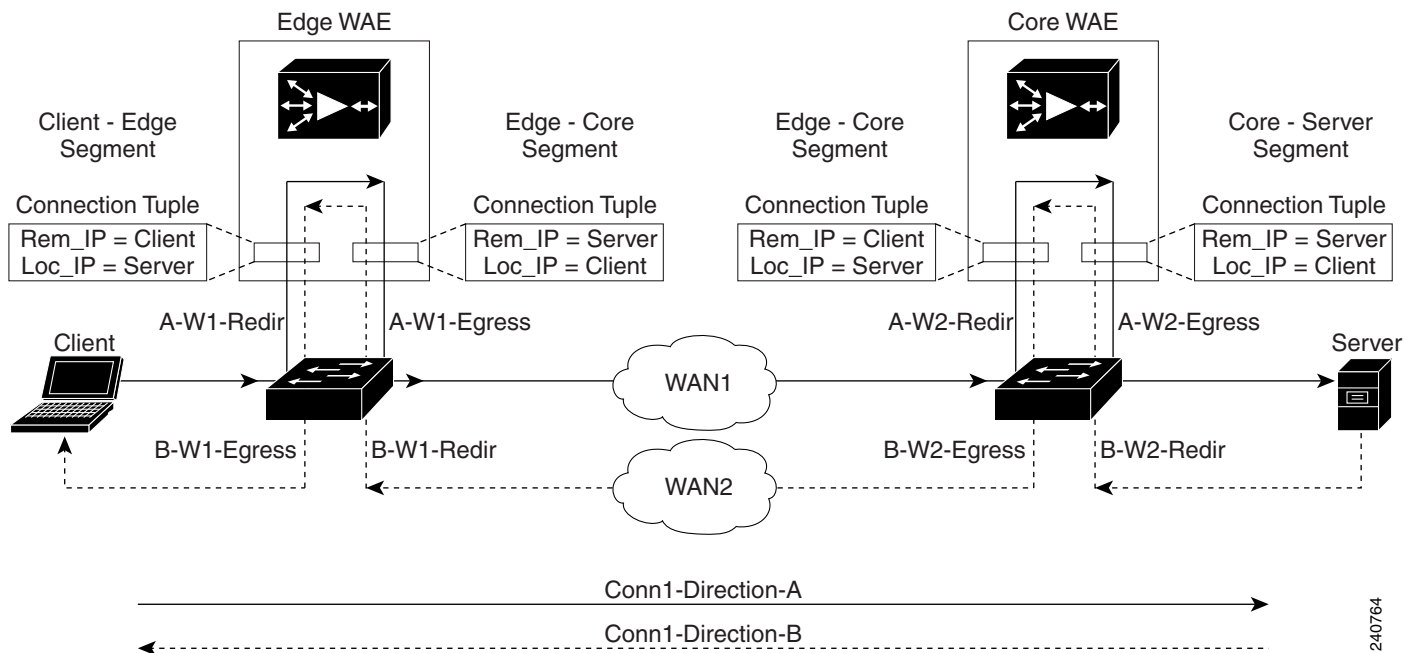 Edge WAE
Core WAE
Client - Edge
Segment
Edge - Core
Segment
Edge - Core
Segment
Core - Server
Segment
Connection Tuple
Connection Tuple
Connection Tuple
Connection Tuple
Rem_IP = Client
Loc_IP = Server
Rem_IP = Server
Loc_IP = Client
Rem_IP = Client
Loc_IP = Server
Rem_IP = Server
Loc_IP = Client
A-W1-Redir
A-W1-Egress
A-W2-Redir
A-W2-Egress
Client
Server
WAN1
B-W1-Egress
B-W1-Redir
B-W2-Egress
B-W2-Redir
WAN2
Conn1-Direction-A
Conn1-Direction-B
240764